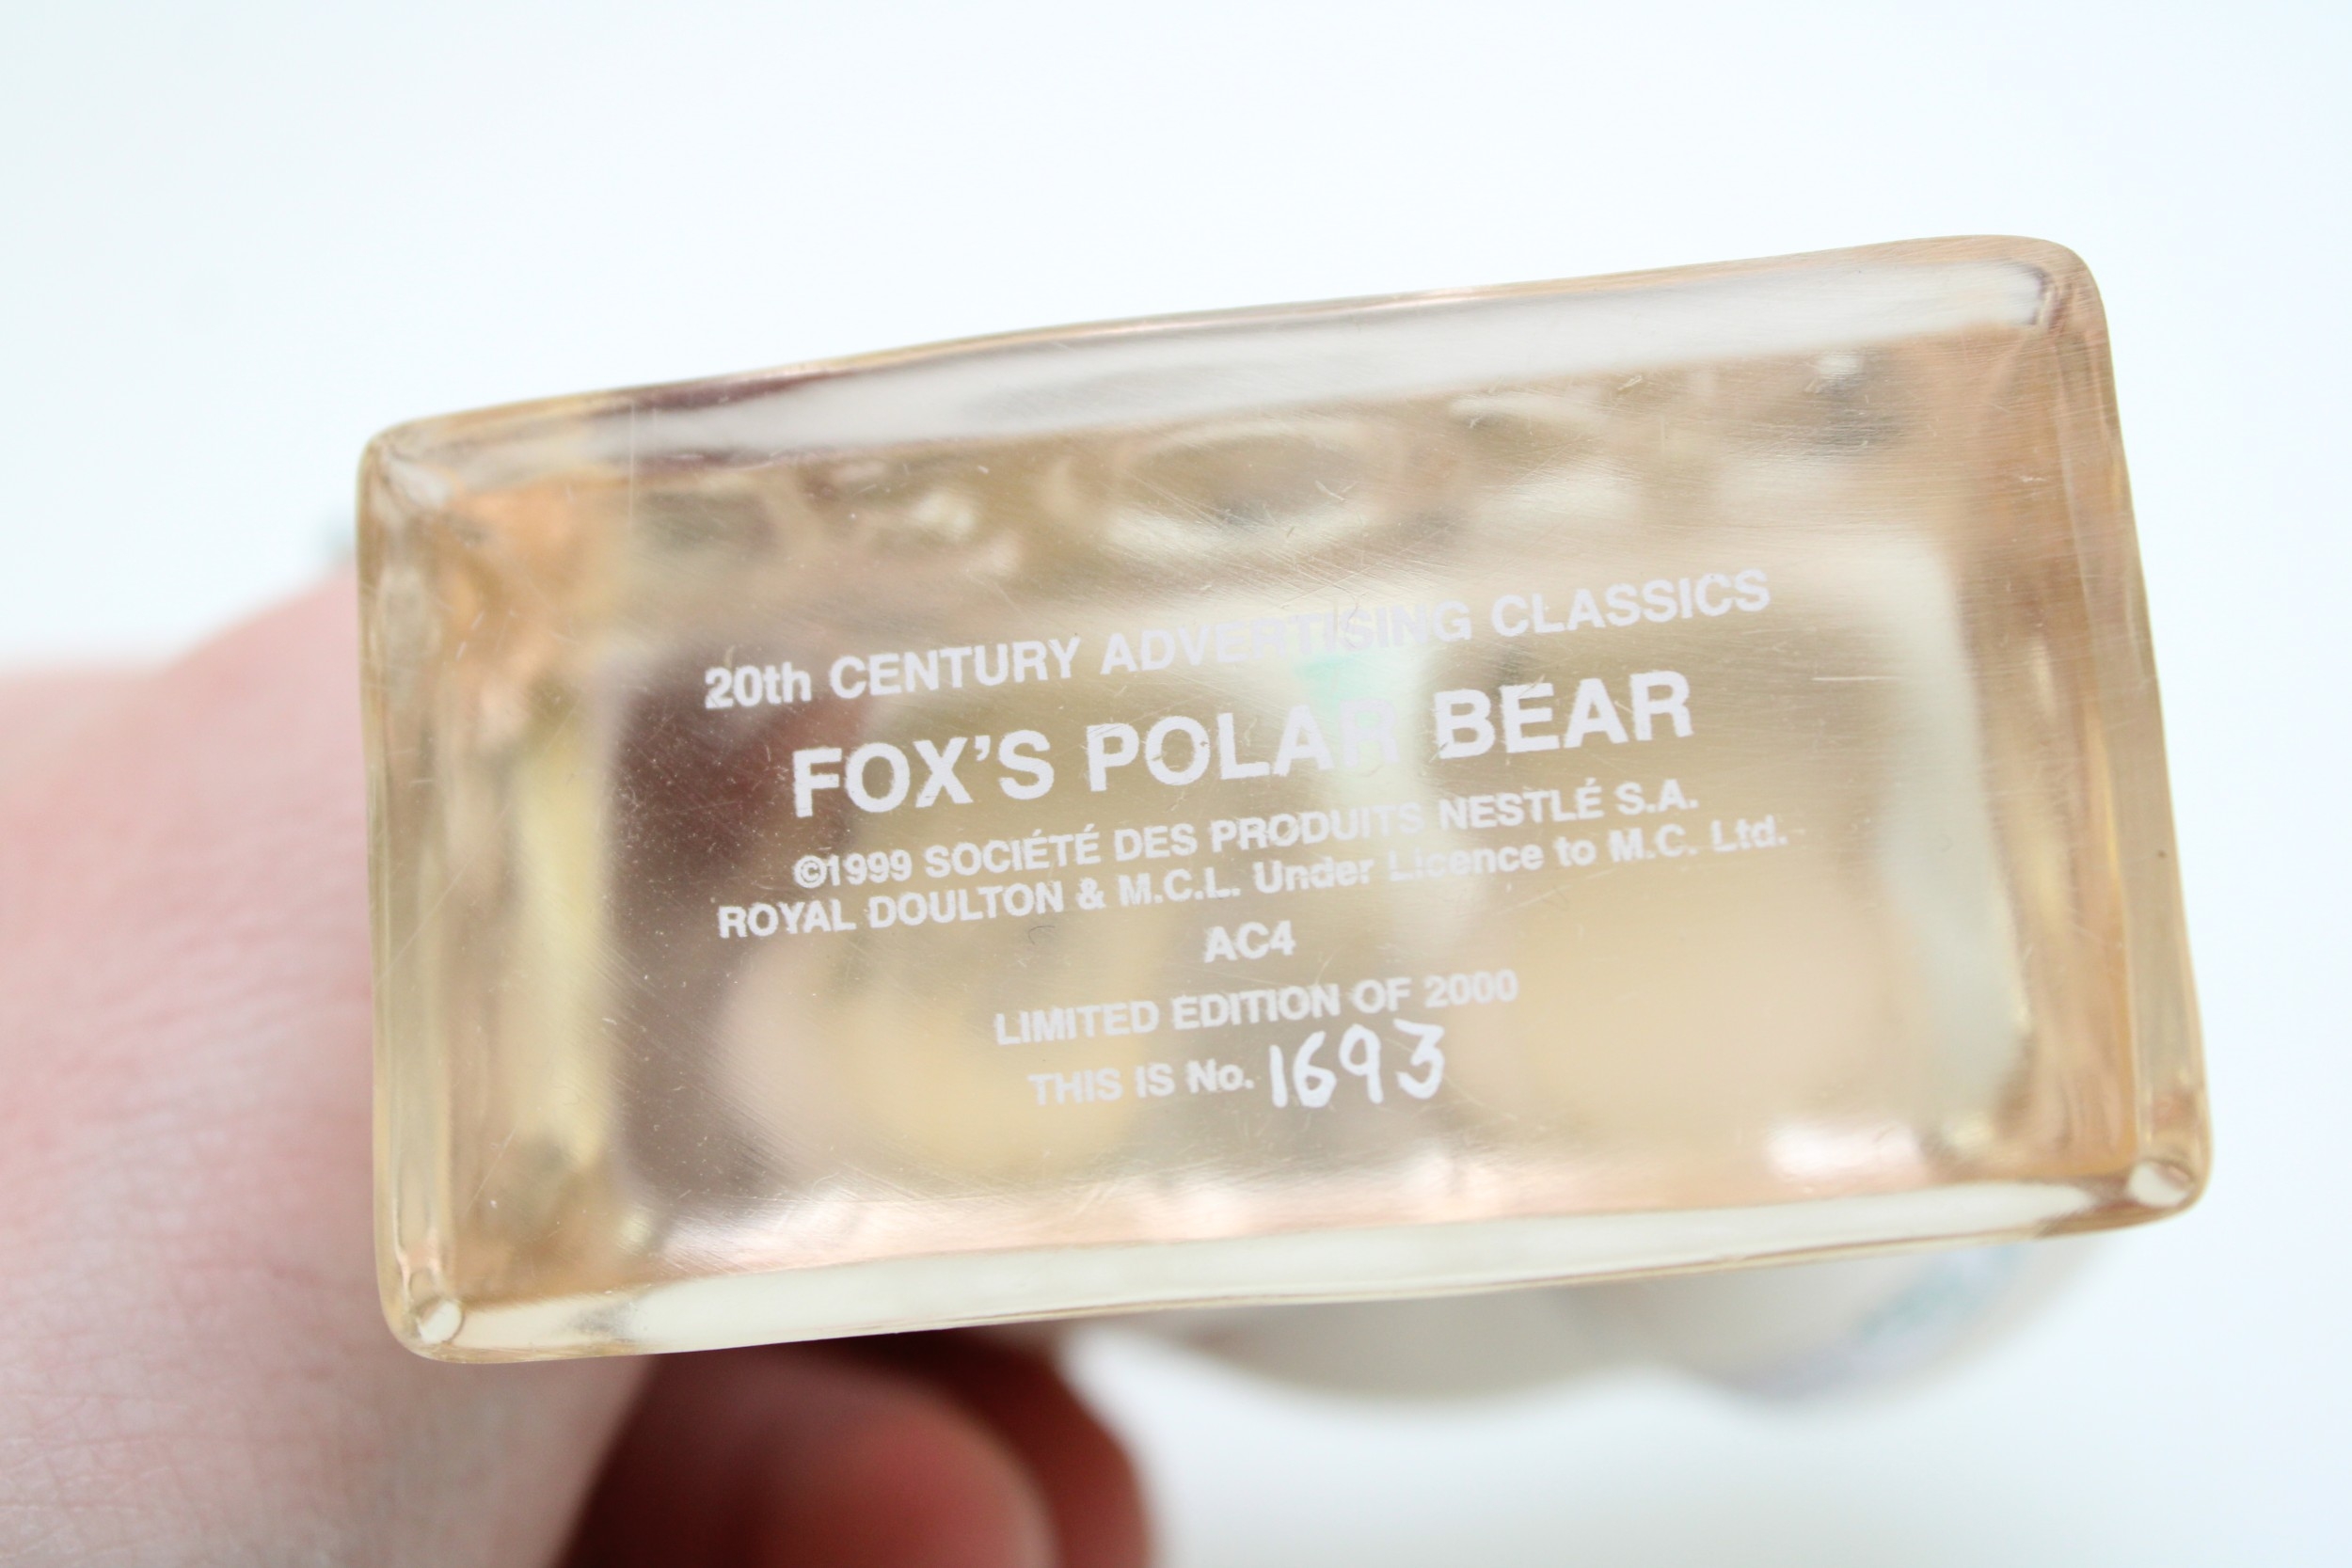 20th CENTURY ADVERTISING CLASSICS
FOX'S POLAR BEAR
©1999 SOCIÉTÉ DES PRODUITS NESTLÉ S.A.
ROYAL DOULTON & M.C.L. Under Licence to M.C. Ltd.
AC4
LIMITED EDITION OF 2000
THIS IS No. 1693